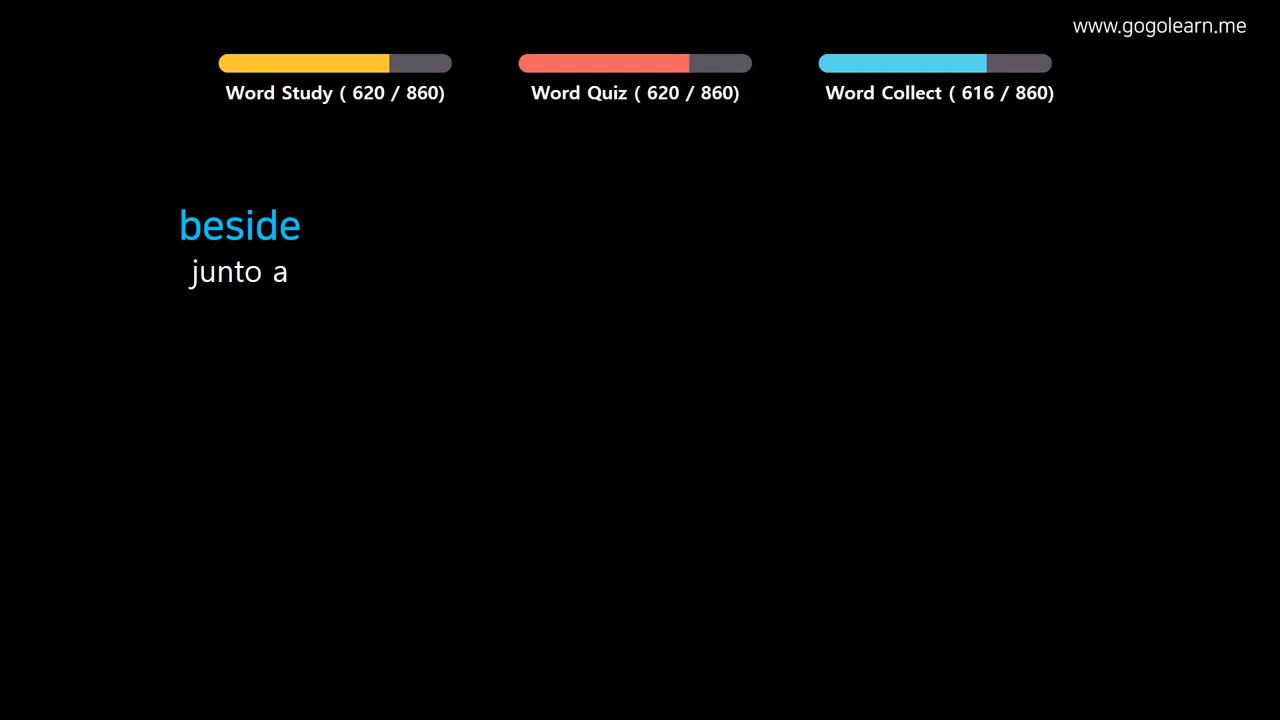 www.gogolearn.me
Word Study ( 620 / 860)
Word Quiz ( 620 / 860)
Word Collect ( 616 / 860)
beside
junto a